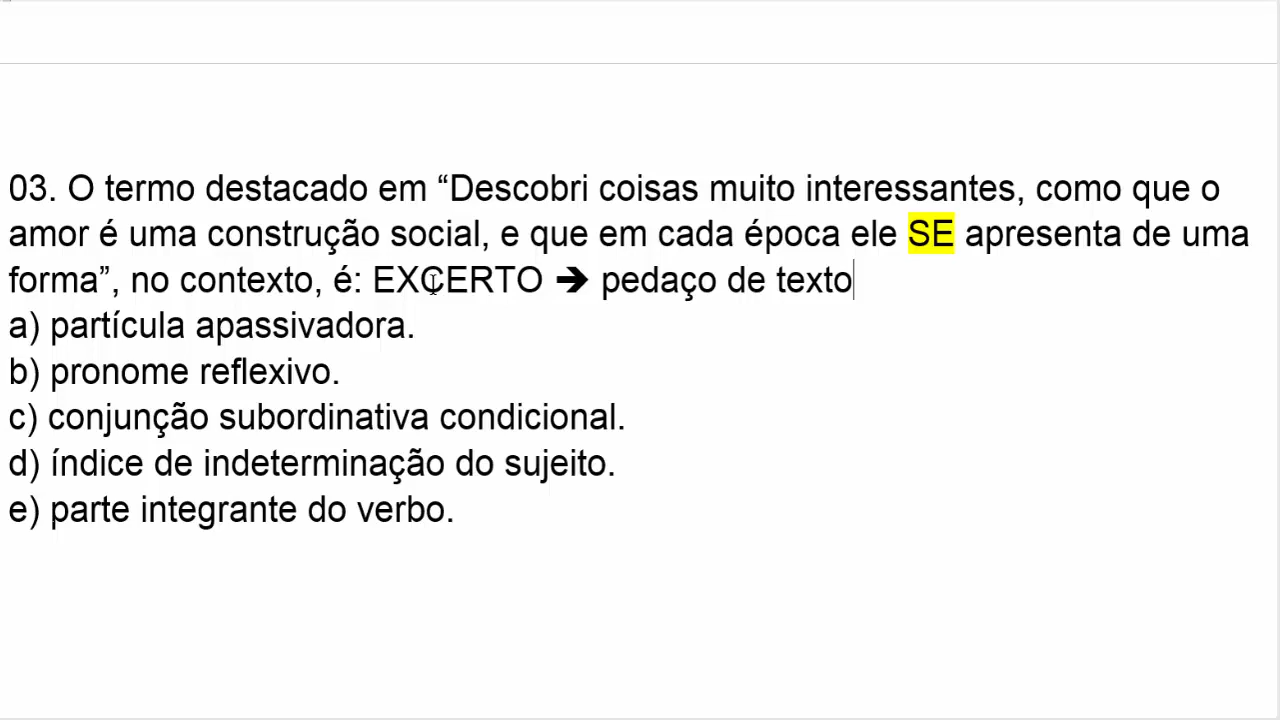 03. O termo destacado em “Descobri coisas muito interessantes, como que o
amor é uma construção social, e que em cada época ele SE apresenta de uma
forma”, no contexto, é: EXCERTO ➔ pedaço de texto
a) partícula apassivadora.
b) pronome reflexivo.
c) conjunção subordinativa condicional.
d) índice de indeterminação do sujeito.
e) parte integrante do verbo.